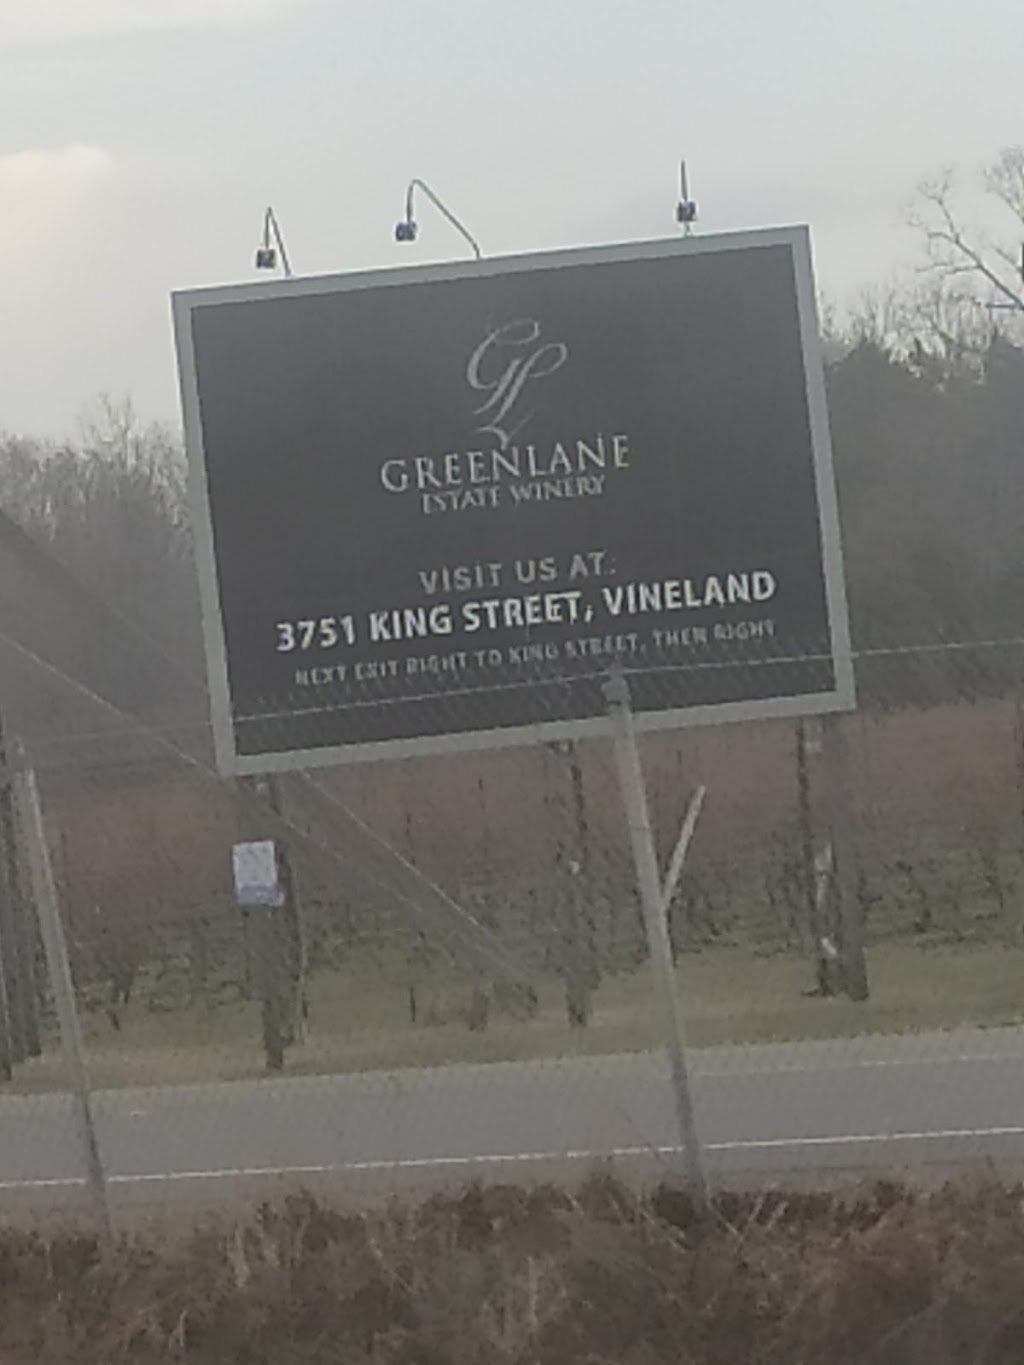 GL
GREENLANE
ESTATE WINERY
VISIT US AT:
3751 KING STREET, VINELAND
NEXT EXIT RIGHT TO KING STREET, THEN RIGHT